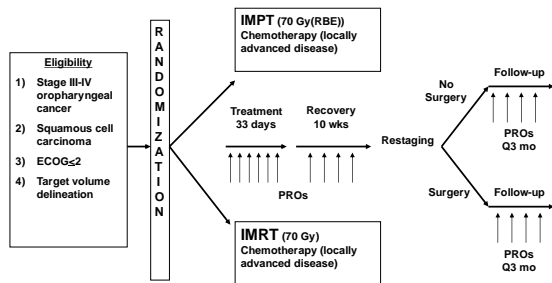 Eligibility
1) Stage III-IV
oropharyngeal
cancer
2) Squamous cell
carcinoma
3) ECOG≤2
4) Target volume
delineation
RANDOMIZATION
IMPT (70 Gy(RBE))
Chemotherapy (locally
advanced disease)
Treatment
33 days
Recovery
10 wks
PROs
IMRT (70 Gy)
Chemotherapy (locally
advanced disease)
Restaging
No
Surgery
Follow-up
PROs
Q3 mo
Surgery
Follow-up
PROs
Q3 mo